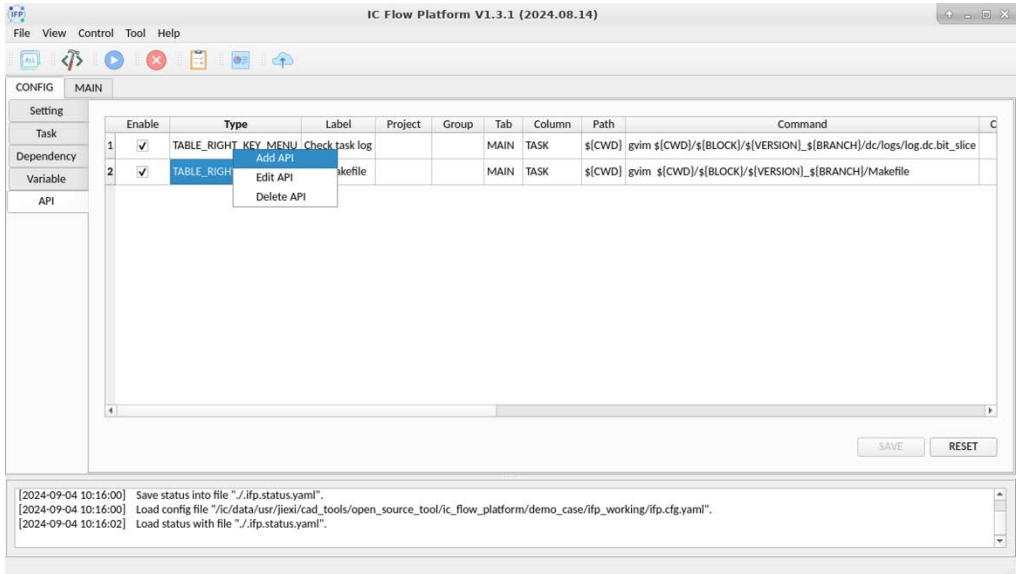 IFP
IC Flow Platform V1.3.1 (2024.08.14)
File View Control Tool Help
ALL
CONFIG MAIN
Setting
Task
Dependency
Variable
API
Enable Type Label Project Group Tab Column Path Command C
1 TABLE_RIGHT_KEY_MENU Check task log MAIN TASK ${CWD} gvim ${CWD}/${BLOCK}/${VERSION}_${BRANCH}/dc/logs/log.dc.bit_slice
2 TABLE_RIGH akefile MAIN TASK ${CWD} gvim ${CWD}/${BLOCK}/${VERSION}_${BRANCH}/Makefile
Add API
Edit API
Delete API
SAVE RESET
[2024-09-04 10:16:00] Save status into file "./.ifp.status.yaml".
[2024-09-04 10:16:00] Load config file "/ic/data/usr/jiexi/cad_tools/open_source_tool/ic_flow_platform/demo_case/ifp_working/ifp.cfg.yaml".
[2024-09-04 10:16:02] Load status with file "./.ifp.status.yaml".